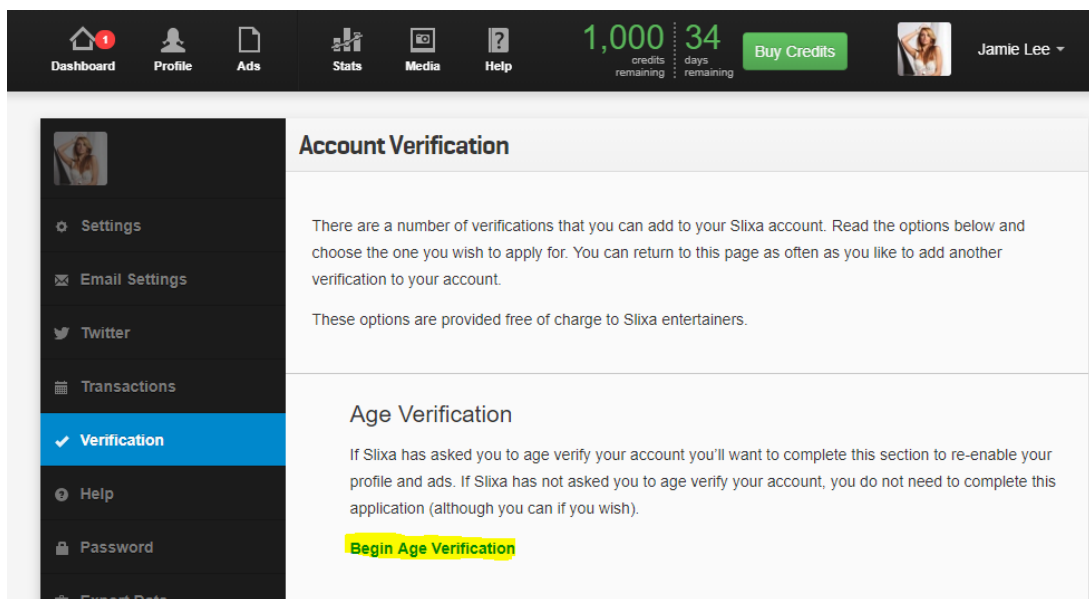 1
Dashboard Profile Ads Stats Media Help
1,000 credits remaining
34 days remaining
Buy Credits
Jamie Lee
Account Verification
Settings
Email Settings
Twitter
Transactions
Verification
Help
Password
There are a number of verifications that you can add to your Slixa account. Read the options below and
choose the one you wish to apply for. You can return to this page as often as you like to add another
verification to your account.
These options are provided free of charge to Slixa entertainers.
Age Verification
If Slixa has asked you to age verify your account you'll want to complete this section to re-enable your
profile and ads. If Slixa has not asked you to age verify your account, you do not need to complete this
application (although you can if you wish).
Begin Age Verification